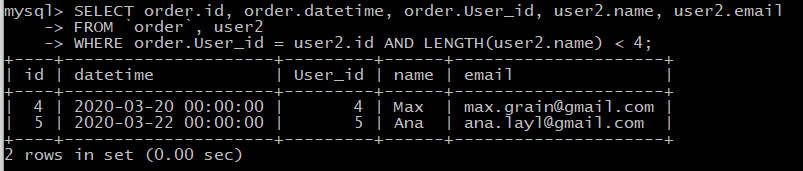 mysql> SELECT order.id, order.datetime, order.User_id, user2.name, user2.email
    -> FROM `order`, user2
    -> WHERE order.User_id = user2.id AND LENGTH(user2.name) < 4;
+----+---------------------+---------+------+---------------------+
| id | datetime            | User_id | name | email               |
+----+---------------------+---------+------+---------------------+
|  4 | 2020-03-20 00:00:00 |       4 | Max  | max.grain@gmail.com |
|  5 | 2020-03-22 00:00:00 |       5 | Ana  | ana.layl@gmail.com  |
+----+---------------------+---------+------+---------------------+
2 rows in set (0.00 sec)